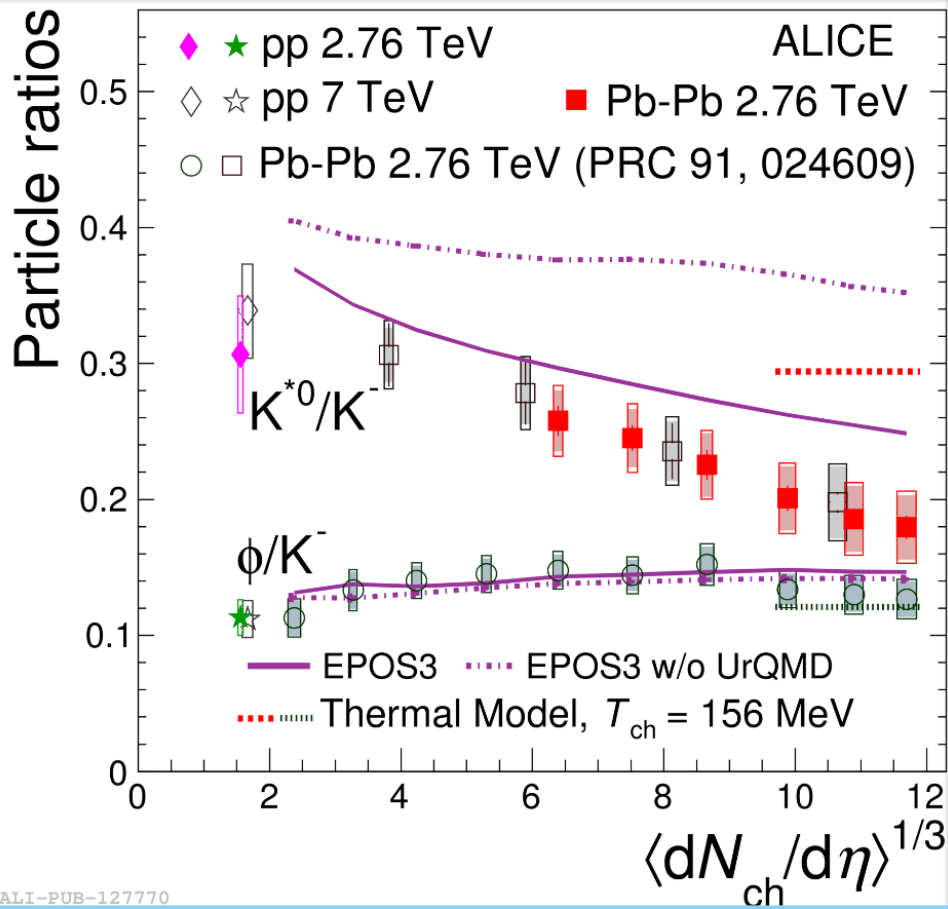 Particle ratios
pp 2.76 TeV
ALICE
pp 7 TeV
Pb-Pb 2.76 TeV
Pb-Pb 2.76 TeV (PRC 91, 024609)
0.5
0.4
0.3
0.2
0.1
0
K*0/K-
ϕ/K-
EPOS3
EPOS3 w/o UrQMD
Thermal Model, Tch = 156 MeV
0 2 4 6 8 10 12
⟨dNch/dη⟩1/3
ALI-PUB-127770